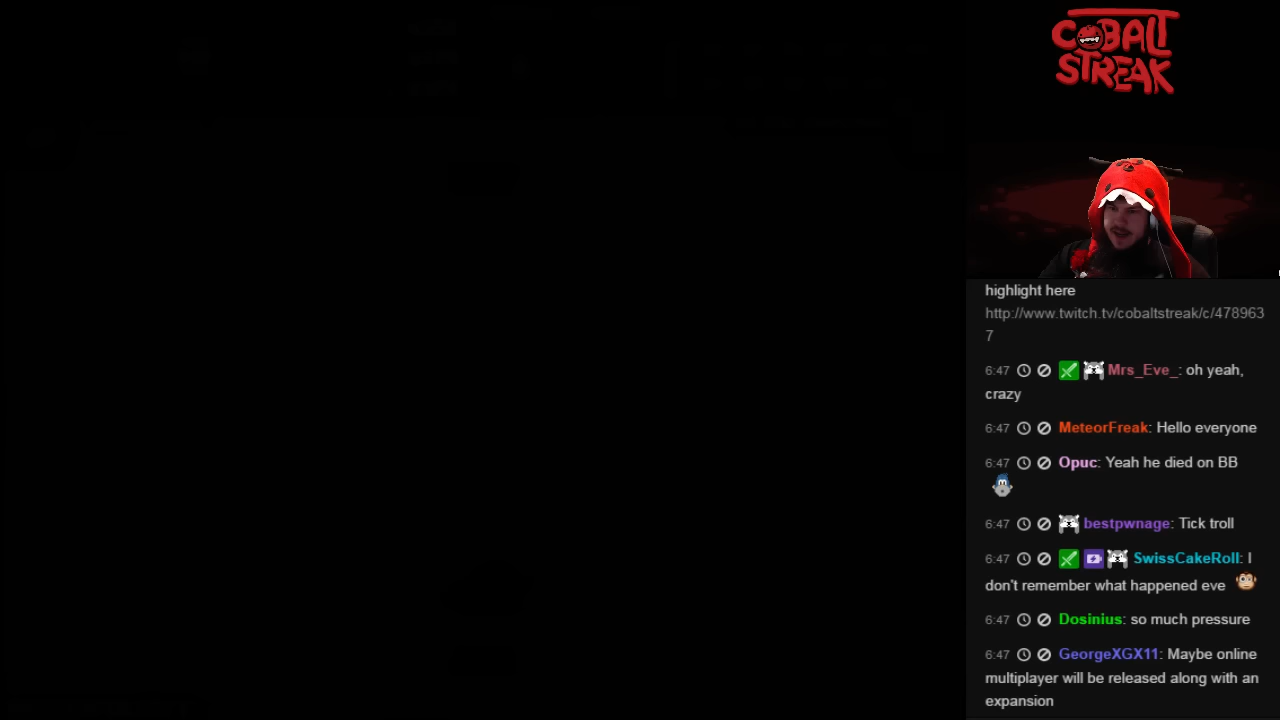 COBALT
STREAK
highlight here
http://www.twitch.tv/cobaltstreak/c/478963
7
6:47 Mrs_Eve_: oh yeah,
crazy
6:47 MeteorFreak: Hello everyone
6:47 Opuc: Yeah he died on BB
6:47 bestpwnage: Tick troll
6:47 SwissCakeRoll: I
don't remember what happened eve
6:47 Dosinius: so much pressure
6:47 GeorgeXGX11: Maybe online
multiplayer will be released along with an
expansion